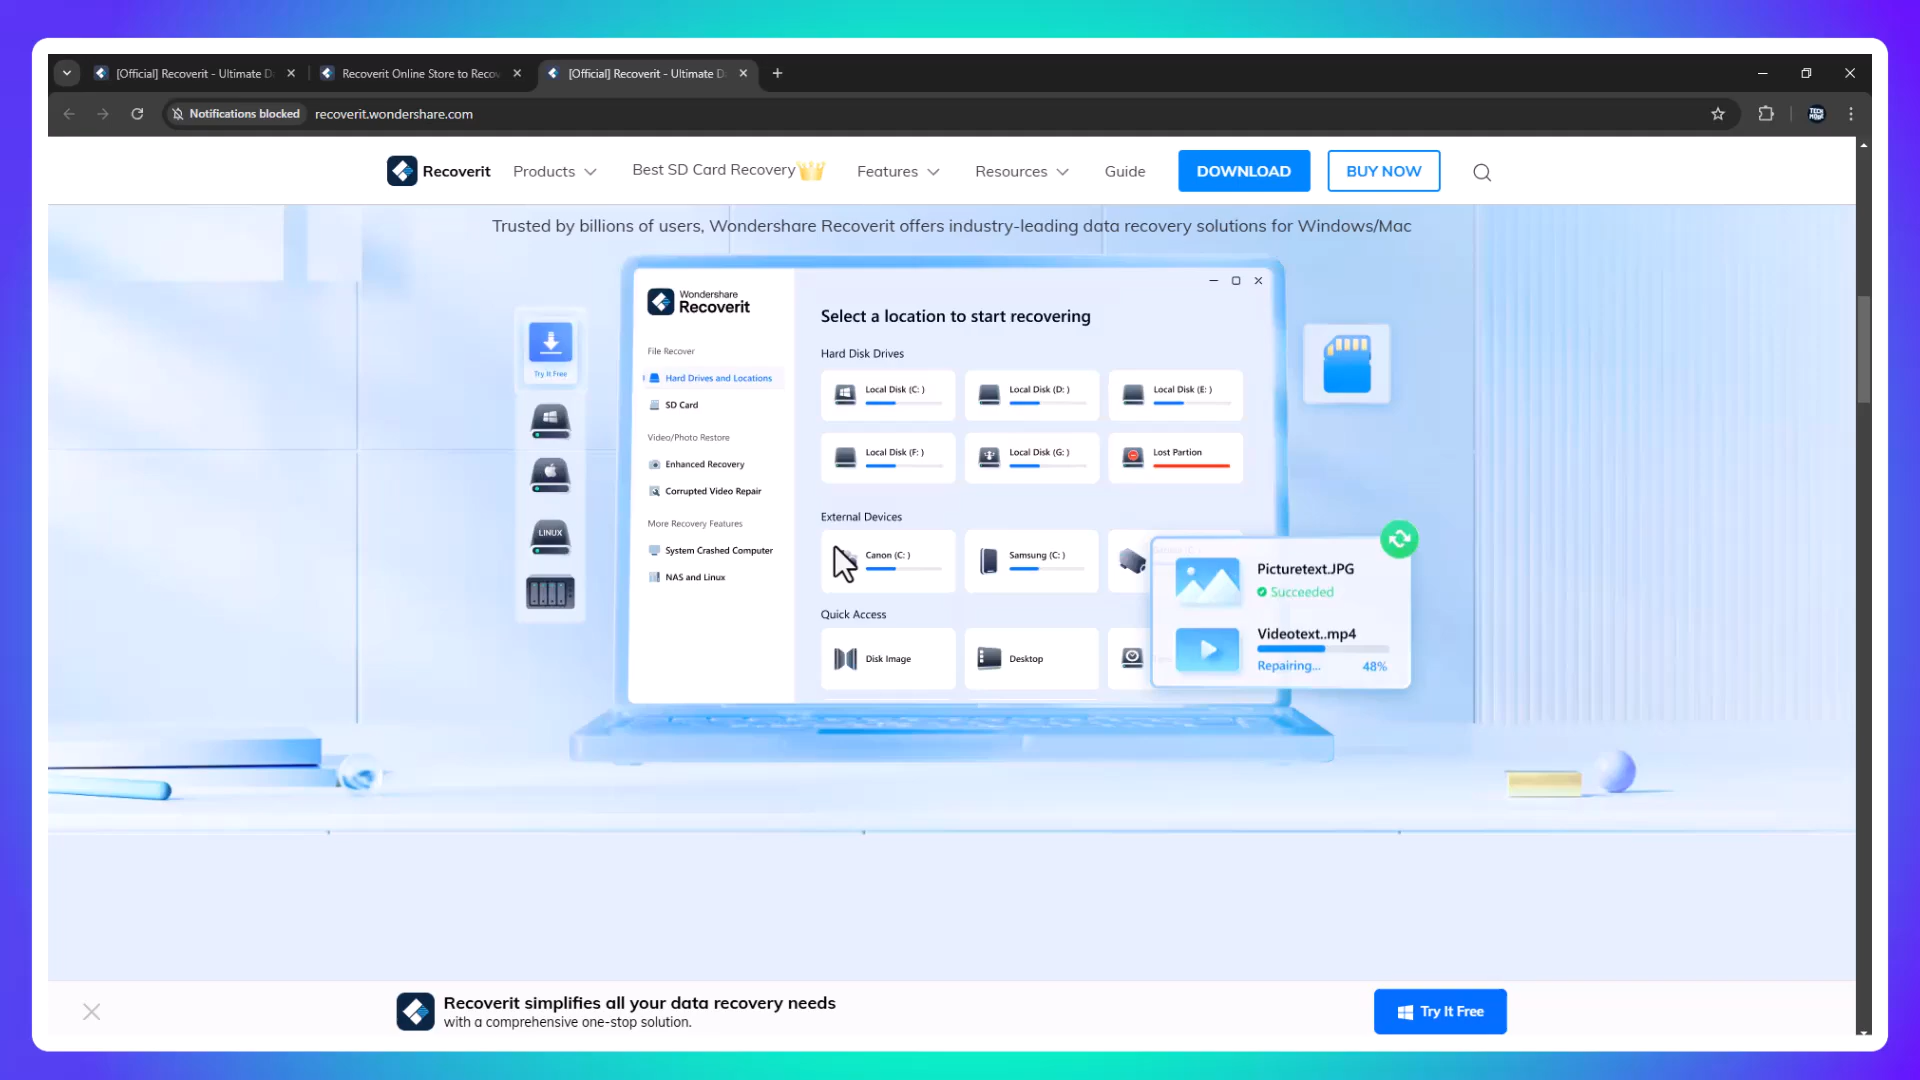 [Official] Recoverit - Ultimate D
Recoverit Online Store to Reco
[Official] Recoverit - Ultimate D
Notifications blocked
recoverit.wondershare.com
TECH
Recoverit
Products
Best SD Card Recovery
Features
Resources
Guide
DOWNLOAD
BUY NOW
Trusted by billions of users, Wondershare Recoverit offers industry-leading data recovery solutions for Windows/Mac
Try It Free
LINUX
Wondershare
Recoverit
File Recover
Hard Drives and Locations
SD Card
Video/Photo Restore
Enhanced Recovery
Corrupted Video Repair
More Recovery Features
System Crashed Computer
NAS and Linux
Select a location to start recovering
Hard Disk Drives
Local Disk (C: )
Local Disk (D: )
Local Disk (E: )
Local Disk (F: )
Local Disk (G: )
Lost Partion
External Devices
Canon (C: )
Samsung (C: )
Quick Access
Disk Image
Desktop
Picturetext.JPG
Succeeded
Videotext..mp4
Repairing...
48%
Recoverit simplifies all your data recovery needs
with a comprehensive one-stop solution.
Try It Free